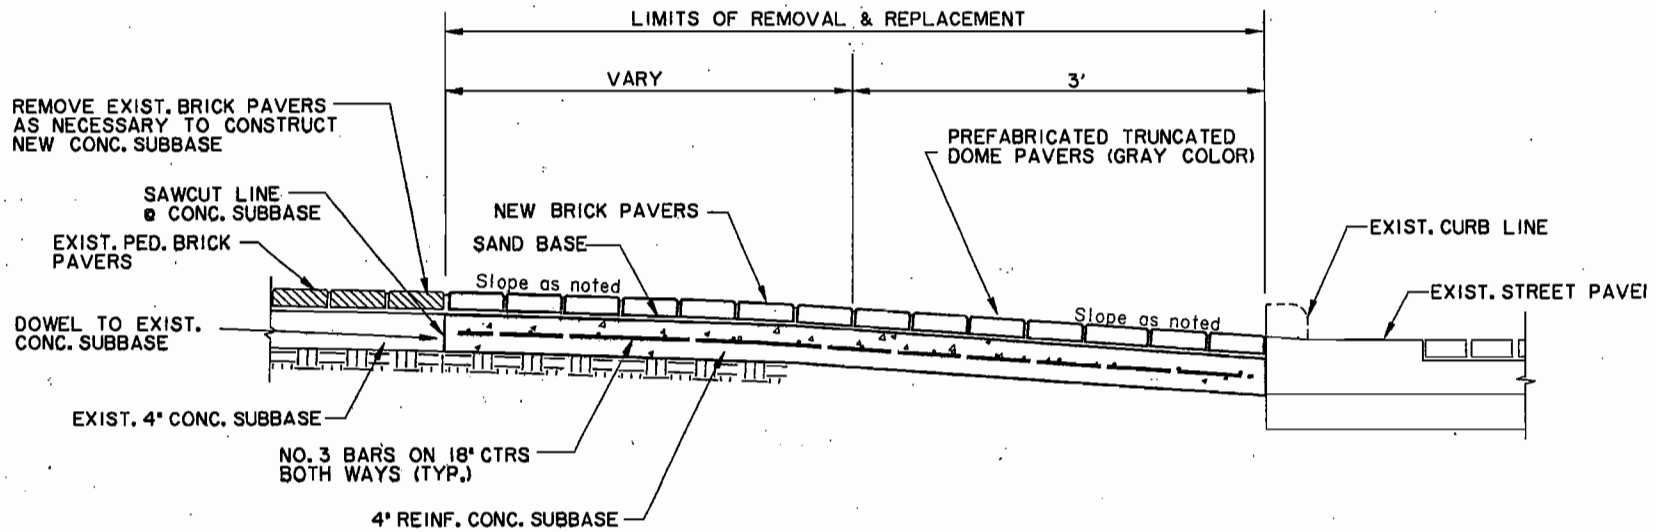 LIMITS OF REMOVAL & REPLACEMENT
VARY
3'
REMOVE EXIST. BRICK PAVERS
AS NECESSARY TO CONSTRUCT
NEW CONC. SUBBASE
PREFABRICATED TRUNCATED
DOME PAVERS (GRAY COLOR)
SAWCUT LINE
@ CONC. SUBBASE
NEW BRICK PAVERS
EXIST. CURB LINE
EXIST. PED. BRICK
PAVERS
SAND BASE
Slope as noted
EXIST. STREET PAVEI
Slope as noted
DOWEL TO EXIST.
CONC. SUBBASE
EXIST. 4" CONC. SUBBASE
NO. 3 BARS ON 18" CTRS
BOTH WAYS (TYP.)
4" REINF. CONC. SUBBASE